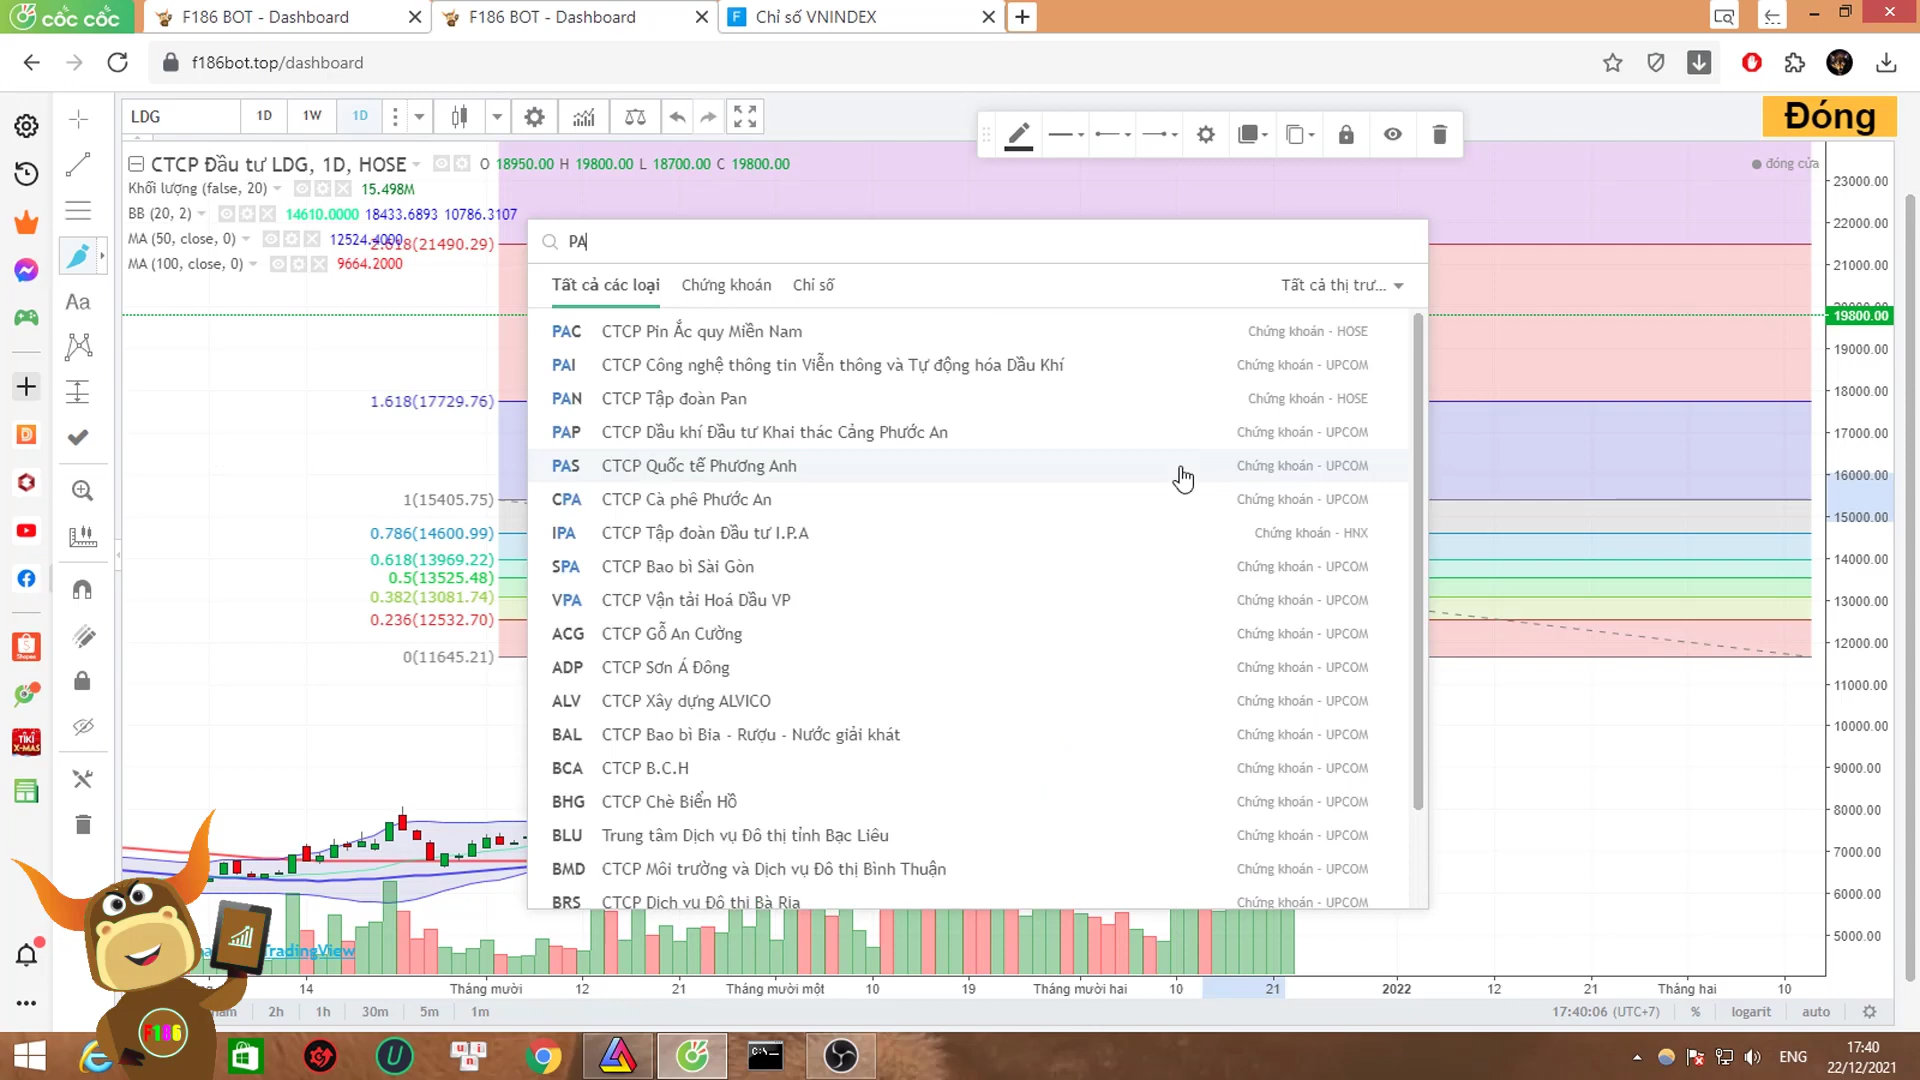 cốc cốc
F186 BOT - Dashboard
F186 BOT - Dashboard
Chỉ số VNINDEX
f186bot.top/dashboard
LDG
1D
1W
1D
Đóng
CTCP Đầu tư LDG, 1D, HOSE
O 18950.00 H 19800.00 L 18700.00 C 19800.00
đóng cửa
Khối lượng (false, 20)
15.498M
BB (20, 2)
14610.0000 18433.6893 10786.3107
MA (50, close, 0)
12524.4000
2.618(21490.29)
MA (100, close, 0)
9664.2000
PA
Tất cả các loại
Chứng khoán
Chỉ số
Tất cả thị trư...
PAC CTCP Pin Ắc quy Miền Nam Chứng khoán - HOSE
PAI CTCP Công nghệ thông tin Viễn thông và Tự động hóa Dầu Khí Chứng khoán - UPCOM
PAN CTCP Tập đoàn Pan Chứng khoán - HOSE
PAP CTCP Dầu khí Đầu tư Khai thác Cảng Phước An Chứng khoán - UPCOM
PAS CTCP Quốc tế Phương Anh Chứng khoán - UPCOM
CPA CTCP Cà phê Phước An Chứng khoán - UPCOM
IPA CTCP Tập đoàn Đầu tư I.P.A Chứng khoán - HNX
SPA CTCP Bao bì Sài Gòn Chứng khoán - UPCOM
VPA CTCP Vận tải Hoá Dầu VP Chứng khoán - UPCOM
ACG CTCP Gỗ An Cường Chứng khoán - UPCOM
ADP CTCP Sơn Á Đông Chứng khoán - UPCOM
ALV CTCP Xây dựng ALVICO Chứng khoán - UPCOM
BAL CTCP Bao bì Bia - Rượu - Nước giải khát Chứng khoán - UPCOM
BCA CTCP B.C.H Chứng khoán - UPCOM
BHG CTCP Chè Biển Hồ Chứng khoán - UPCOM
BLU Trung tâm Dịch vụ Đô thị tỉnh Bạc Liêu Chứng khoán - UPCOM
BMD CTCP Môi trường và Dịch vụ Đô thị Bình Thuận Chứng khoán - UPCOM
BRS CTCP Dịch vụ Đô thị Bà Rịa Chứng khoán - UPCOM
1.618(17729.76)
1(15405.75)
0.786(14600.99)
0.618(13969.22)
0.5(13525.48)
0.382(13081.74)
0.236(12532.70)
0(11645.21)
23000.00
22000.00
21000.00
19800.00
19000.00
18000.00
17000.00
16000.00
15000.00
14000.00
13000.00
12000.00
11000.00
10000.00
9000.00
8000.00
7000.00
6000.00
5000.00
Aa
TradingView
14 Tháng mười 12 21 Tháng mười một 10 19 Tháng mười hai 10 21 2022 12 21 Tháng hai 10
2h 1h 30m 5m 1m
17:40:06 (UTC+7) % logarit auto
F186
Shopee
TIKI
X-MAS
ENG
17:40
22/12/2021